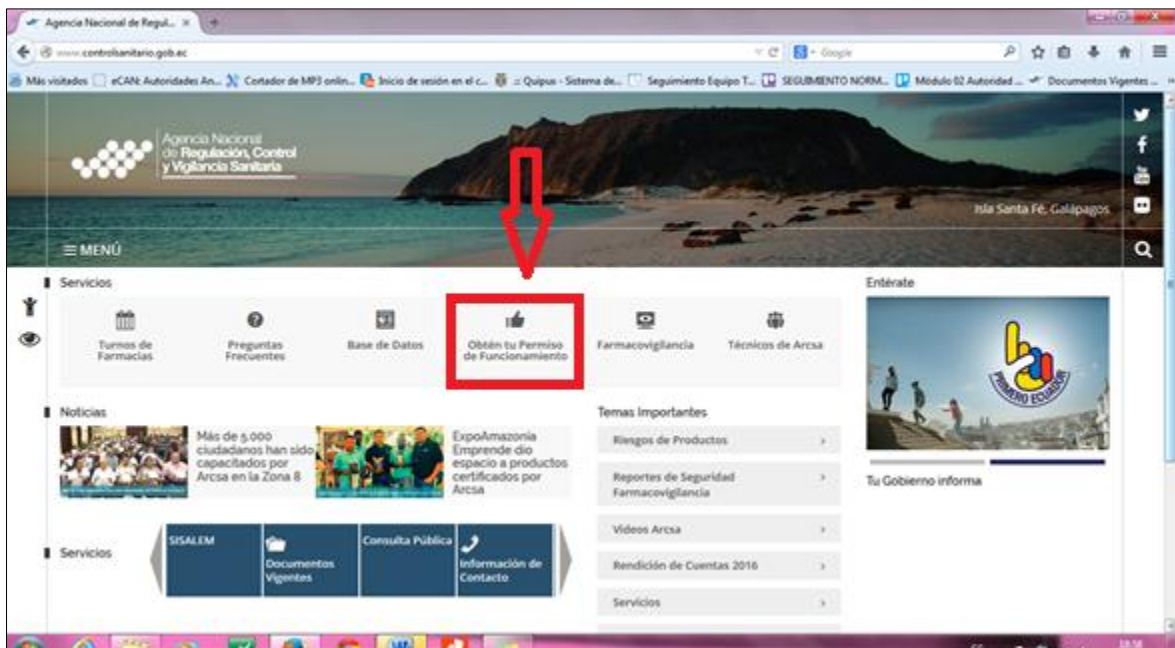 Agencia Nacional de Regul...
www.controlsanitario.gob.ec
Google
Más visitados
eCAN: Autoridades An...
Cortador de MP3 onlin...
Inicio de sesión en el c...
.:: Quipux - Sistema de...
Seguimiento Equipo T...
SEGUIMIENTO NORM...
Módulo 02 Autoridad ...
Documentos Vigentes ...
Agencia Nacional
de Regulación, Control
y Vigilancia Sanitaria
Isla Santa Fé, Galápagos
MENÚ
Servicios
Entérate
Turnos de
Farmacias
Preguntas
Frecuentes
Base de Datos
Obtén tu Permiso
de Funcionamiento
Farmacovigilancia
Técnicos de Arcsa
PRIMERO ECUADOR
Noticias
Más de 5.000
ciudadanos han sido
capacitados por
Arcsa en la Zona 8
ExpoAmazonía
Emprende dio
espacio a productos
certificados por
Arcsa
Temas Importantes
Riesgos de Productos
Reportes de Seguridad
Farmacovigilancia
Videos Arcsa
Rendición de Cuentas 2016
Servicios
Tu Gobierno informa
Servicios
SISALEM
Documentos
Vigentes
Consulta Pública
Información de
Contacto